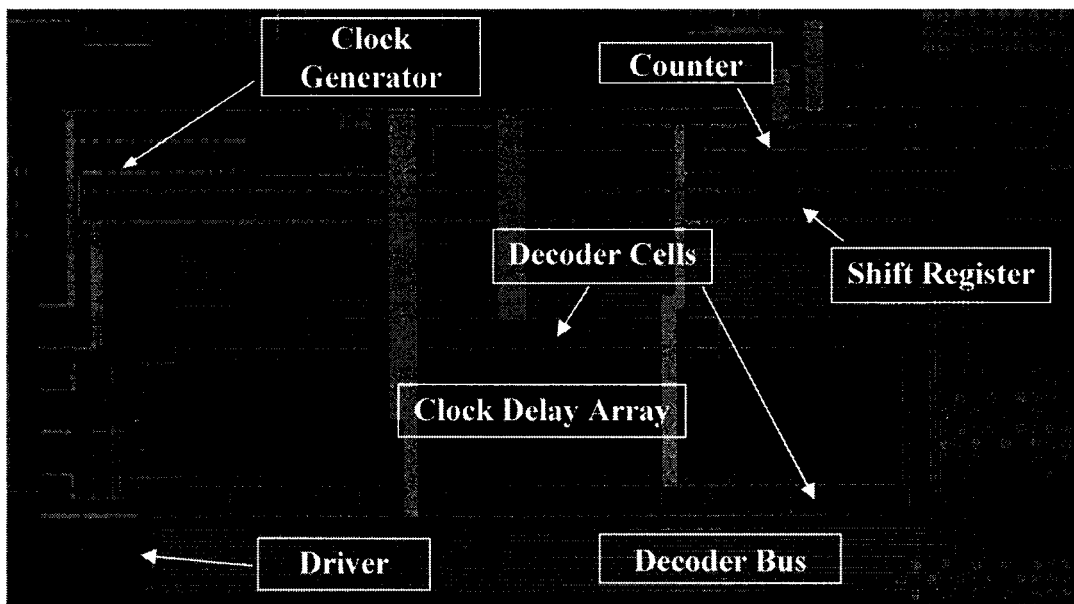 Clock
Generator
Counter
Decoder Cells
Shift Register
Clock Delay Array
Driver
Decoder Bus